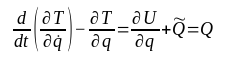 d/dt (∂T/∂q̇) − ∂T/∂q = ∂U/∂q + Q̃ = Q